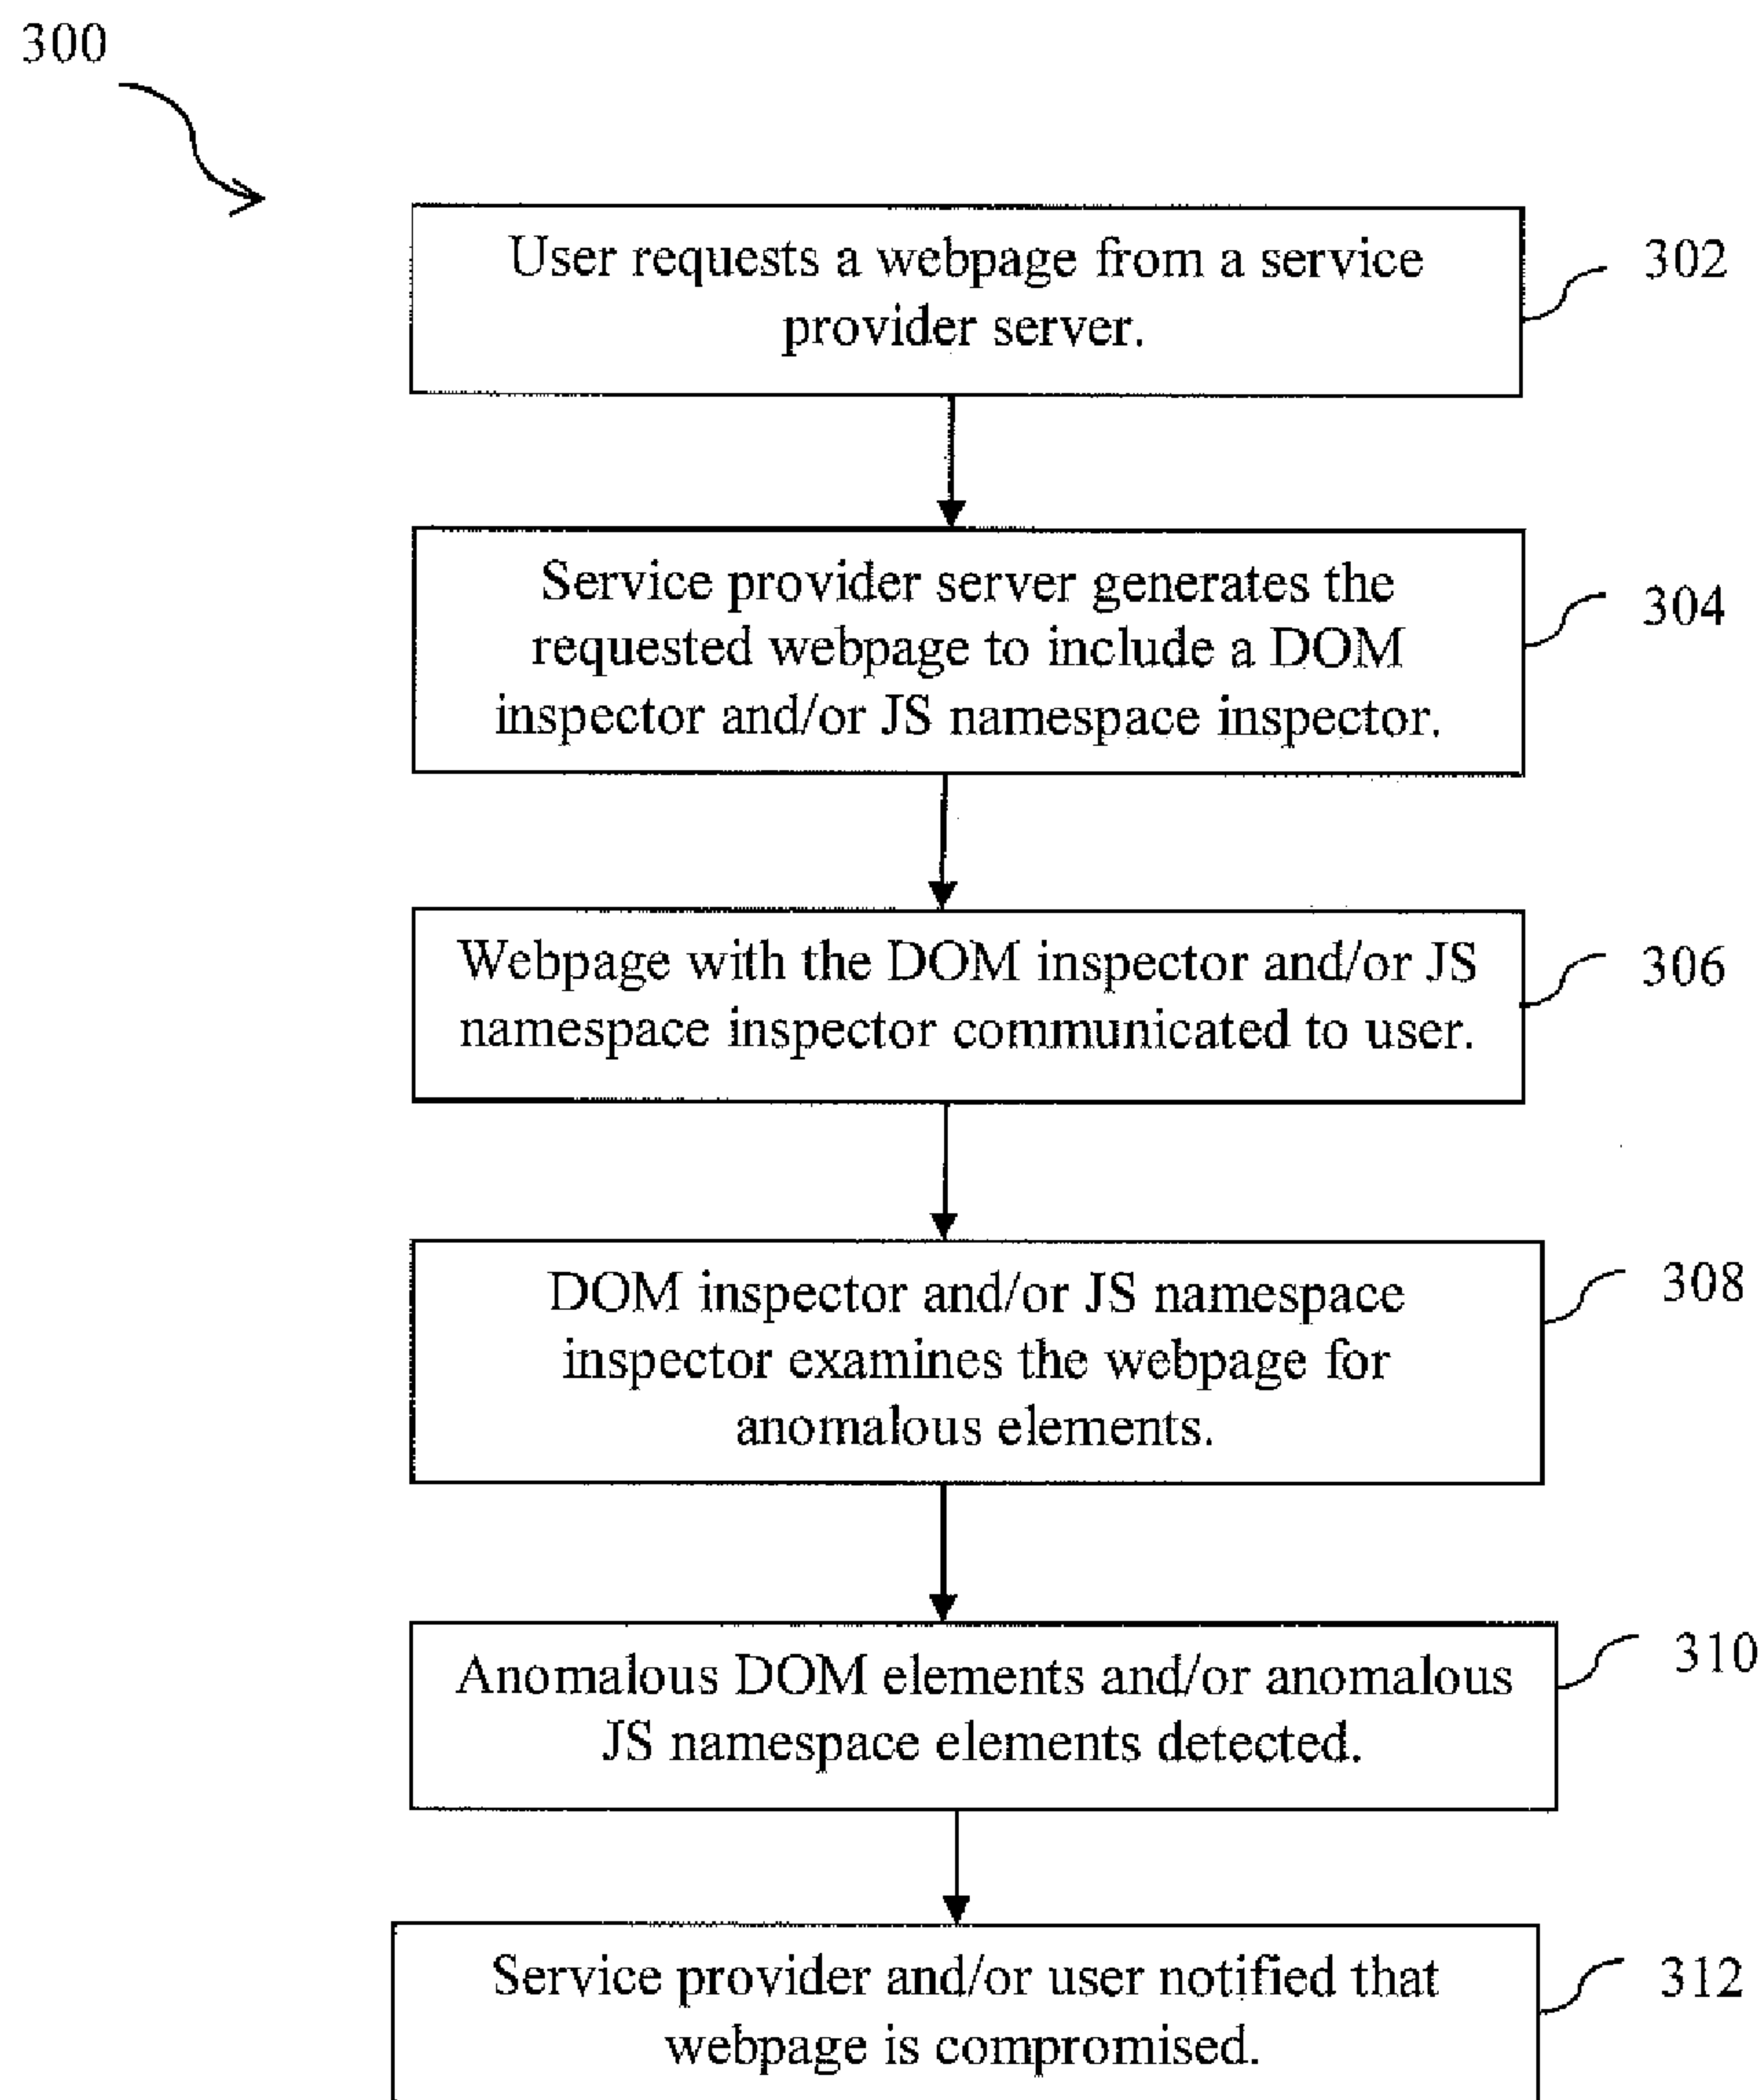 300
User requests a webpage from a service
provider server.
302
Service provider server generates the
requested webpage to include a DOM
inspector and/or JS namespace inspector.
304
Webpage with the DOM inspector and/or JS
namespace inspector communicated to user.
306
DOM inspector and/or JS namespace
inspector examines the webpage for
anomalous elements.
308
Anomalous DOM elements and/or anomalous
JS namespace elements detected.
310
Service provider and/or user notified that
webpage is compromised.
312